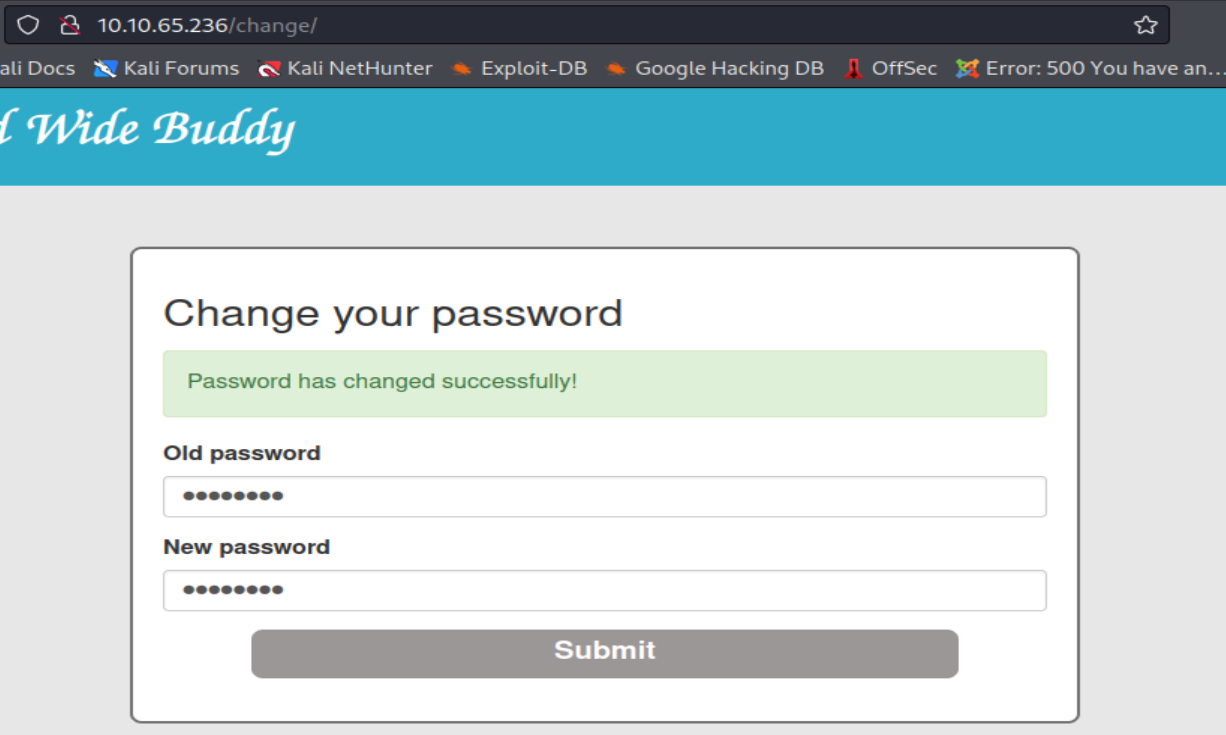 10.10.65.236/change/
ali Docs Kali Forums Kali NetHunter Exploit-DB Google Hacking DB OffSec Error: 500 You have an...
d Wide Buddy
Change your password
Password has changed successfully!
Old password
••••••••
New password
••••••••
Submit